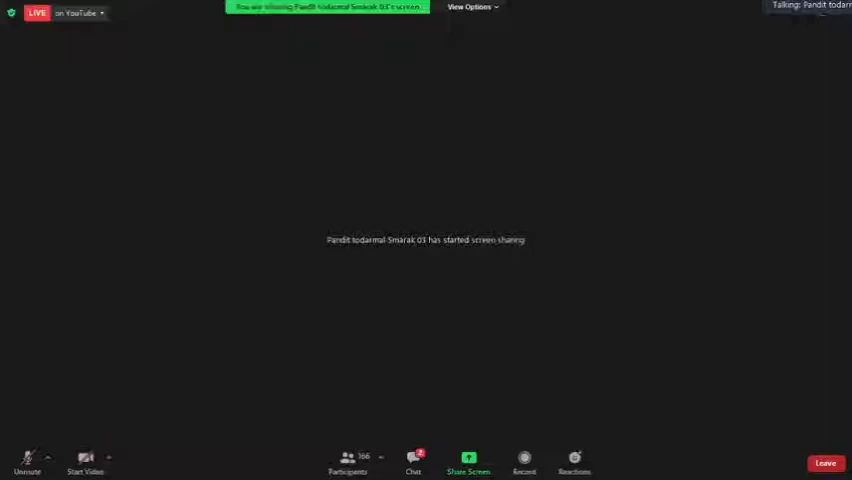 LIVE on YouTube
You are viewing Pandit todarmal Smarak 03's screen
View Options
Talking: Pandit todarm
Pandit todarmal Smarak 03 has started screen sharing
Unmute
Start Video
166
Participants
2
Chat
Share Screen
Record
Reactions
Leave